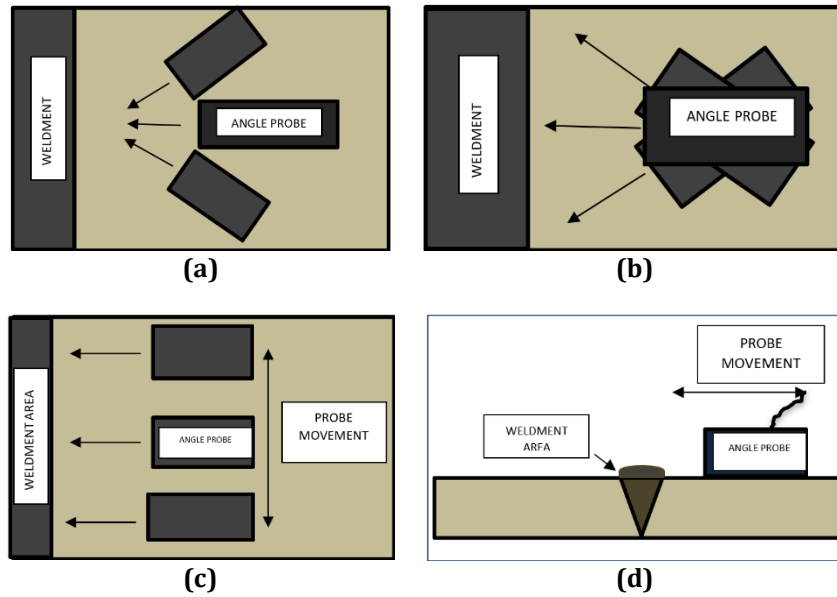 WELDMENT
ANGLE PROBE
(a)
WELDMENT
ANGLE PROBE
(b)
WELDMENT AREA
ANGLE PROBE
PROBE
MOVEMENT
(c)
PROBE
MOVEMENT
WELDMENT
ARFA
ANGLE PROBE
(d)